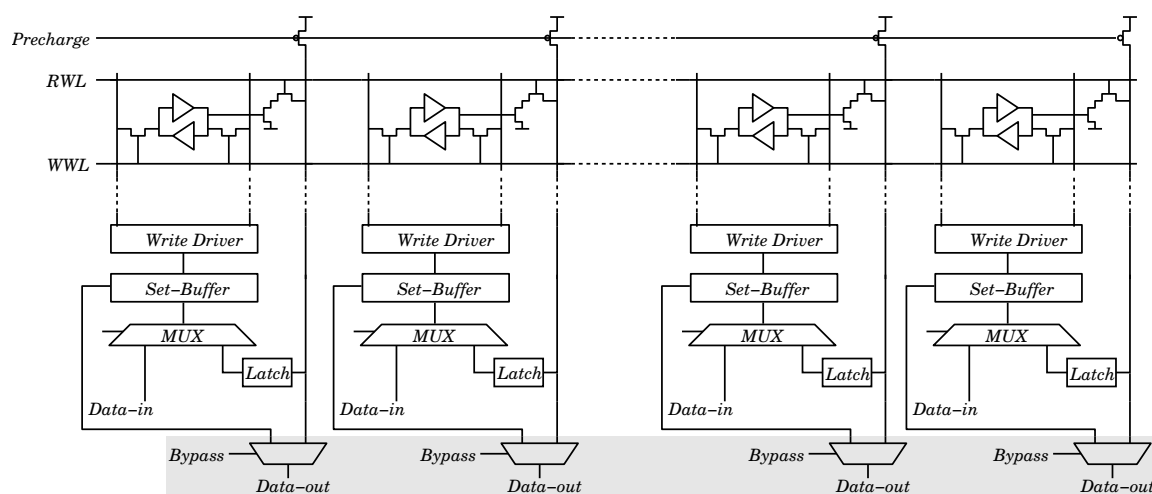 Precharge
RWL
WWL
Write Driver Write Driver Write Driver Write Driver
Set−Buffer Set−Buffer Set−Buffer Set−Buffer
MUX MUX MUX MUX
Latch Latch Latch Latch
Data−in Data−in Data−in Data−in
Bypass Bypass Bypass Bypass
Data−out Data−out Data−out Data−out